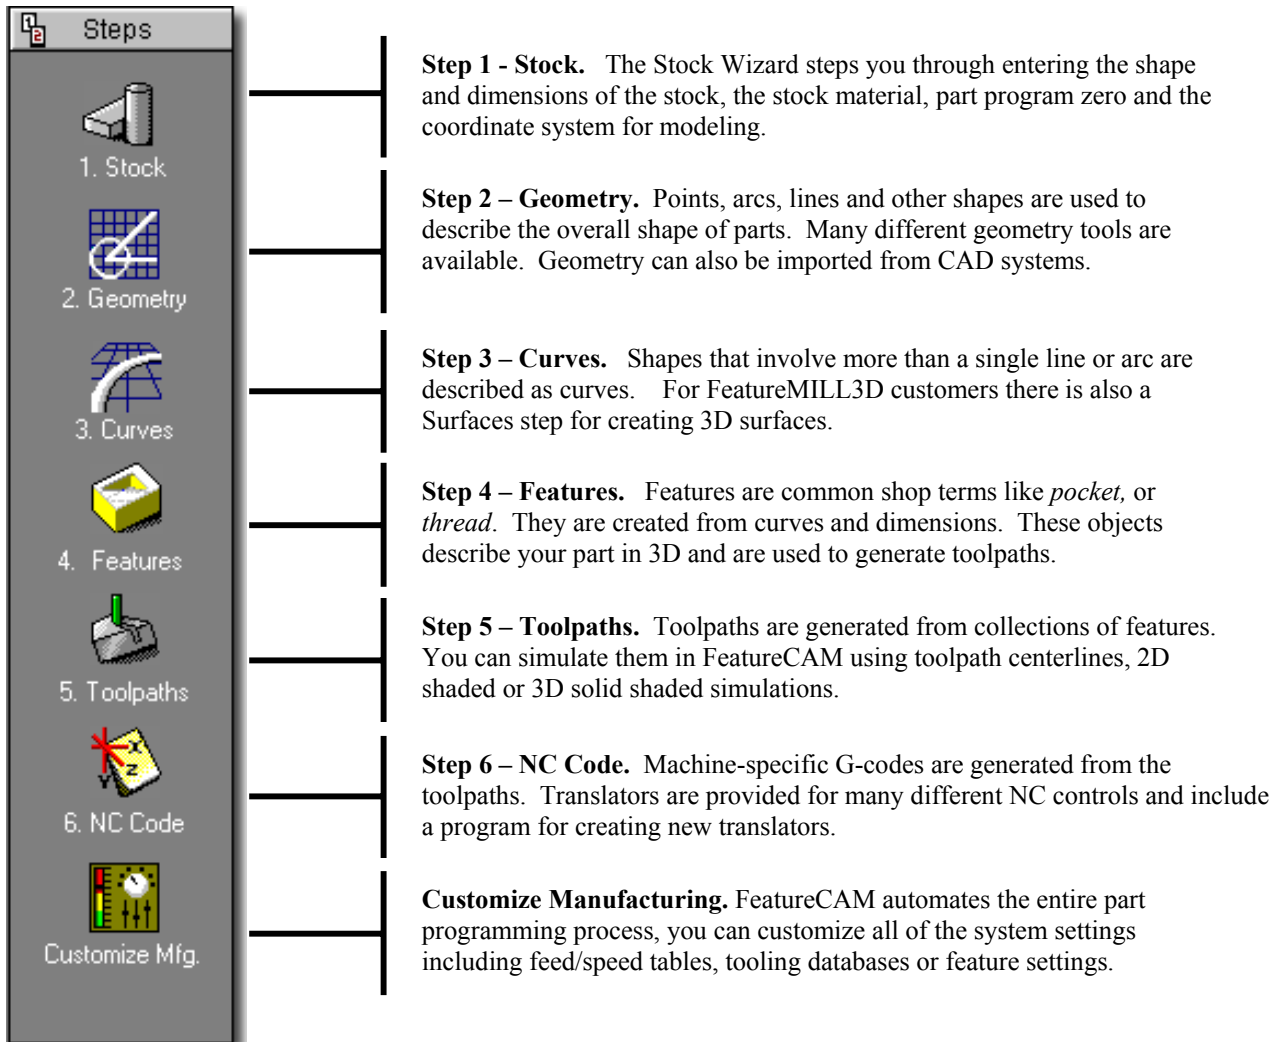 Steps
1. Stock
2. Geometry
3. Curves
4. Features
5. Toolpaths
6. NC Code
Customize Mfg.
Step 1 - Stock. The Stock Wizard steps you through entering the shape
and dimensions of the stock, the stock material, part program zero and the
coordinate system for modeling.
Step 2 – Geometry. Points, arcs, lines and other shapes are used to
describe the overall shape of parts. Many different geometry tools are
available. Geometry can also be imported from CAD systems.
Step 3 – Curves. Shapes that involve more than a single line or arc are
described as curves. For FeatureMILL3D customers there is also a
Surfaces step for creating 3D surfaces.
Step 4 – Features. Features are common shop terms like pocket, or
thread. They are created from curves and dimensions. These objects
describe your part in 3D and are used to generate toolpaths.
Step 5 – Toolpaths. Toolpaths are generated from collections of features.
You can simulate them in FeatureCAM using toolpath centerlines, 2D
shaded or 3D solid shaded simulations.
Step 6 – NC Code. Machine-specific G-codes are generated from the
toolpaths. Translators are provided for many different NC controls and include
a program for creating new translators.
Customize Manufacturing. FeatureCAM automates the entire part
programming process, you can customize all of the system settings
including feed/speed tables, tooling databases or feature settings.